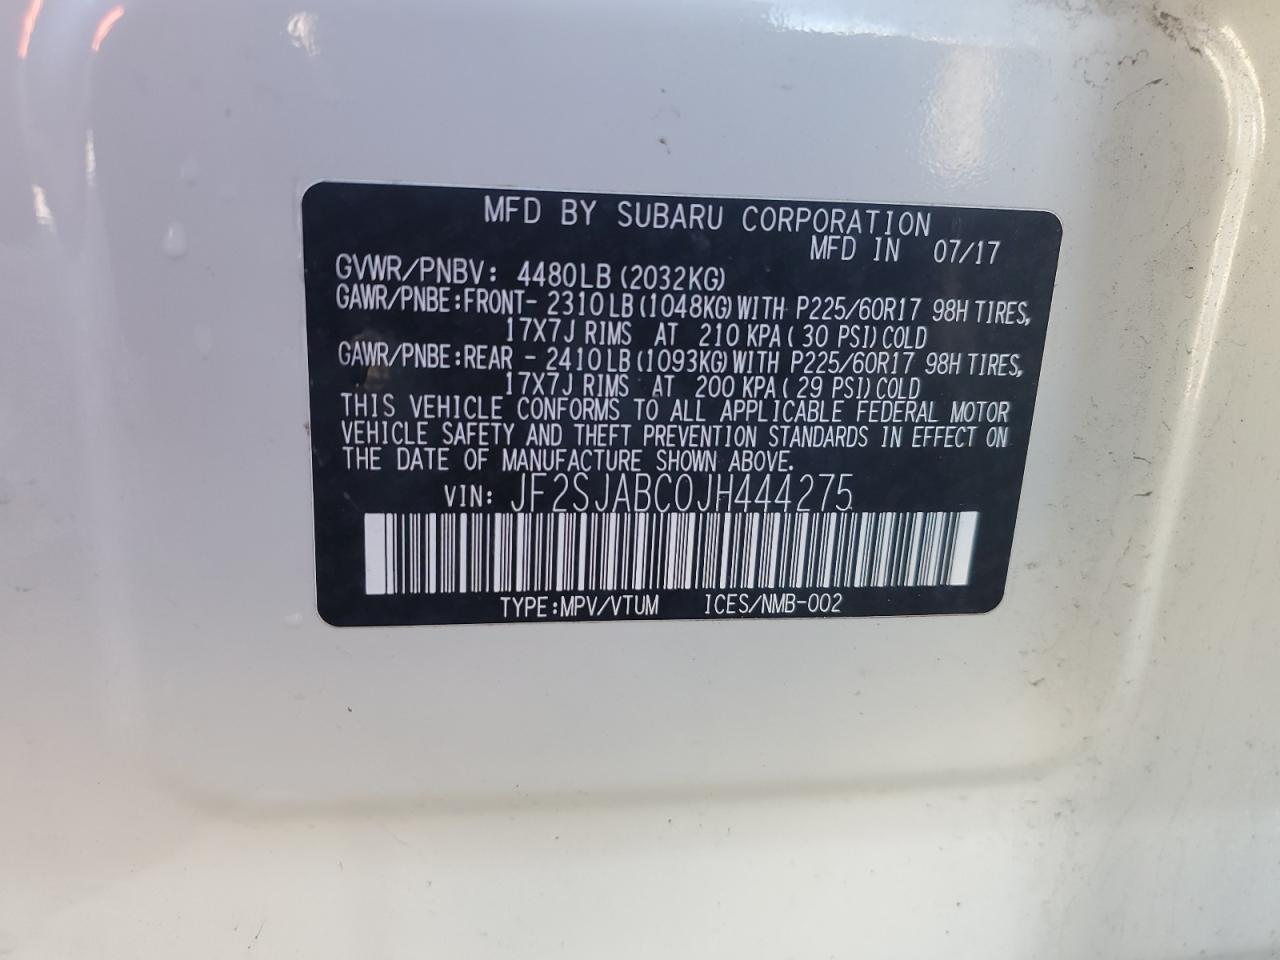 MFD BY SUBARU CORPORATION
MFD IN 07/17
GVWR/PNBV: 4480LB (2032KG)
GAWR/PNBE:FRONT- 2310LB (1048KG) WITH P225/60R17 98H TIRES,
17X7J RIMS AT 210 KPA ( 30 PSI) COLD
GAWR/PNBE:REAR - 2410LB (1093KG) WITH P225/60R17 98H TIRES,
17X7J RIMS AT 200 KPA ( 29 PSI) COLD
THIS VEHICLE CONFORMS TO ALL APPLICABLE FEDERAL MOTOR
VEHICLE SAFETY AND THEFT PREVENTION STANDARDS IN EFFECT ON
THE DATE OF MANUFACTURE SHOWN ABOVE.
VIN: JF2SJABC0JH444275
TYPE:MPV/VTUM ICES/NMB-002